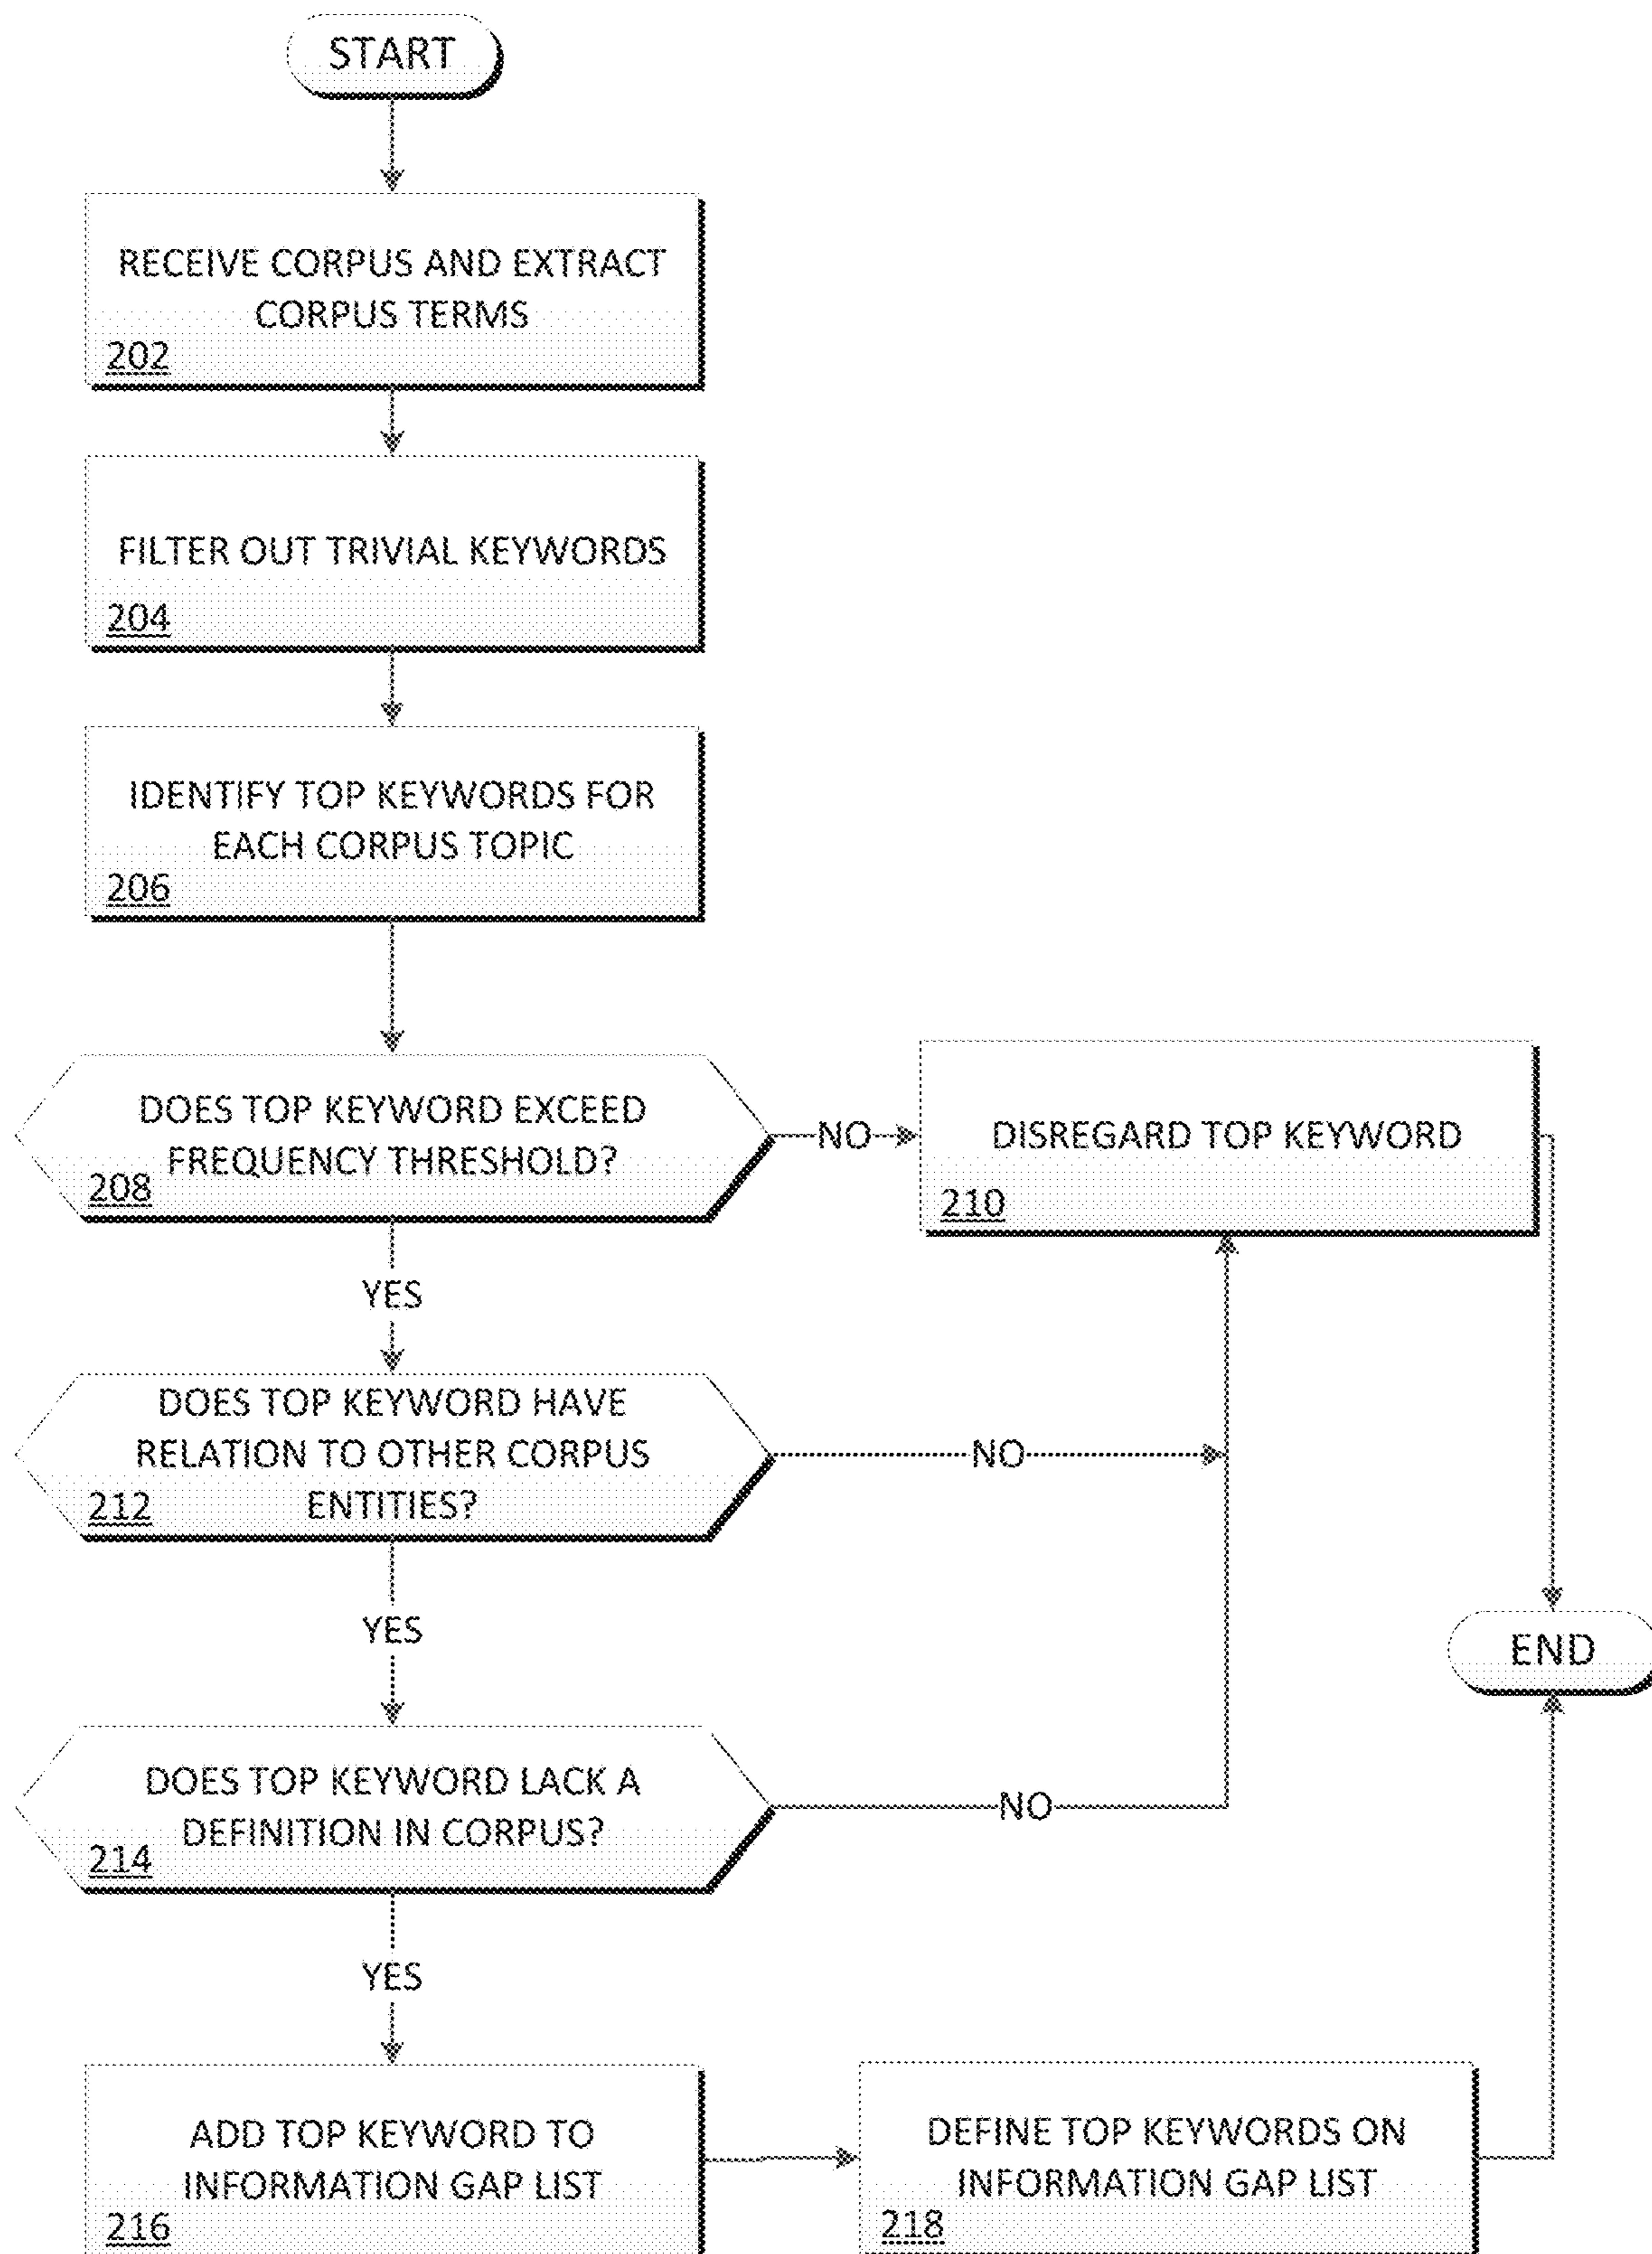 START
RECEIVE CORPUS AND EXTRACT
CORPUS TERMS
202
FILTER OUT TRIVIAL KEYWORDS
204
IDENTIFY TOP KEYWORDS FOR
EACH CORPUS TOPIC
206
DOES TOP KEYWORD EXCEED
FREQUENCY THRESHOLD?
208
NO
DISREGARD TOP KEYWORD
210
YES
DOES TOP KEYWORD HAVE
RELATION TO OTHER CORPUS
ENTITIES?
212
NO
YES
END
DOES TOP KEYWORD LACK A
DEFINITION IN CORPUS?
214
NO
YES
ADD TOP KEYWORD TO
INFORMATION GAP LIST
216
DEFINE TOP KEYWORDS ON
INFORMATION GAP LIST
218